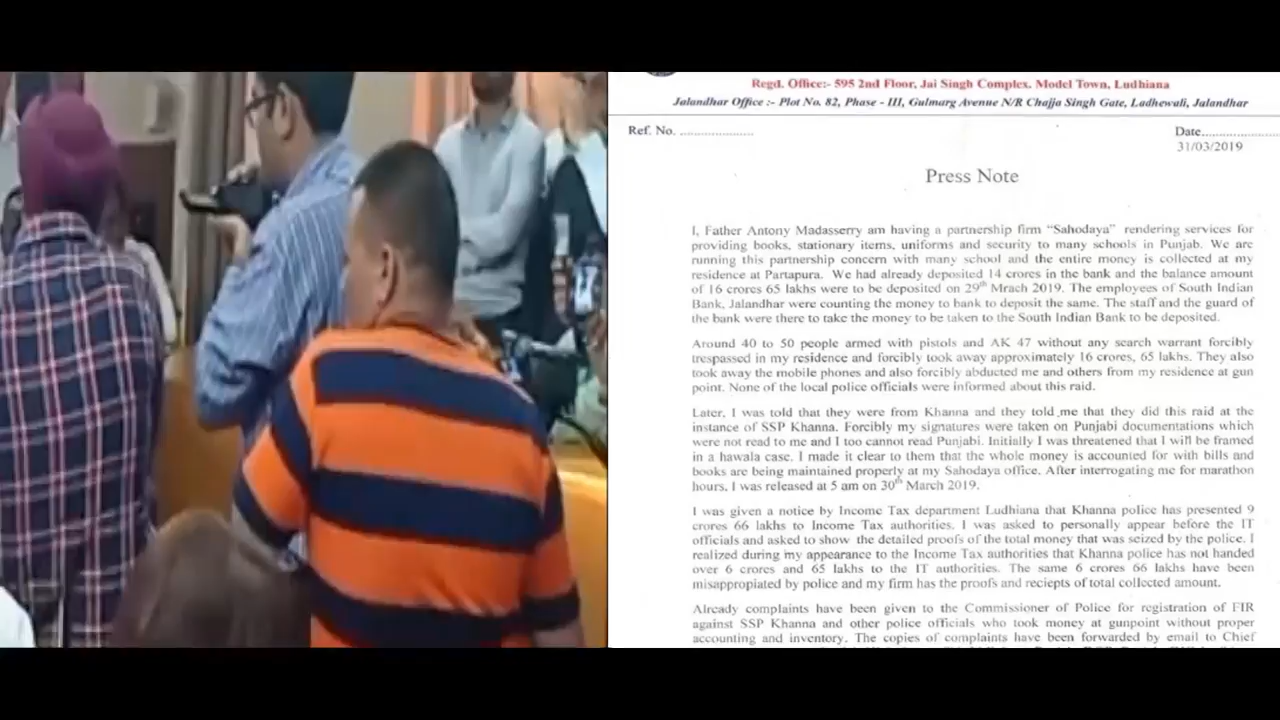 Regd. Office:- 595 2nd Floor, Jai Singh Complex, Model Town, Ludhiana
Jalandhar Office :- Plot No. 82, Phase - III, Gulmarg Avenue N/R Chajja Singh Gate, Ladhewali, Jalandhar
Ref. No. ....................
Date....................
31/03/2019
Press Note
I, Father Antony Madasserry am having a partnership firm “Sahodaya” rendering services for
providing books, stationary items, uniforms and security to many schools in Punjab. We are
running this partnership concern with many school and the entire money is collected at my
residence at Partapura. We had already deposited 14 crores in the bank and the balance amount
of 16 crores 65 lakhs were to be deposited on 29th Mrach 2019. The employees of South Indian
Bank, Jalandhar were counting the money to bank to deposit the same. The staff and the guard of
the bank were there to take the money to be taken to the South Indian Bank to be deposited.
Around 40 to 50 people armed with pistols and AK 47 without any search warrant forcibly
trespassed in my residence and forcibly took away approximately 16 crores, 65 lakhs. They also
took away the mobile phones and also forcibly abducted me and others from my residence at gun
point. None of the local police officials were informed about this raid.
Later, I was told that they were from Khanna and they told me that they did this raid at the
instance of SSP Khanna. Forcibly my signatures were taken on Punjabi documentations which
were not read to me and I too cannot read Punjabi. Initially I was threatened that I will be framed
in a hawala case. I made it clear to them that the whole money is accounted for with bills and
books are being maintained properly at my Sahodaya office. After interrogating me for marathon
hours, I was released at 5 am on 30th March 2019.
I was given a notice by Income Tax department Ludhiana that Khanna police has presented 9
crores 66 lakhs to Income Tax authorities. I was asked to personally appear before the IT
officials and asked to show the detailed proofs of the total money that was seized by the police. I
realized during my appearance to the Income Tax authorities that Khanna police has not handed
over 6 crores and 65 lakhs to the IT authorities. The same 6 crores 66 lakhs have been
misappropiated by police and my firm has the proofs and reciepts of total collected amount.
Already complaints have been given to the Commissioner of Police for registration of FIR
against SSP Khanna and other police officials who took money at gunpoint without proper
accounting and inventory. The copies of complaints have been forwarded by email to Chief